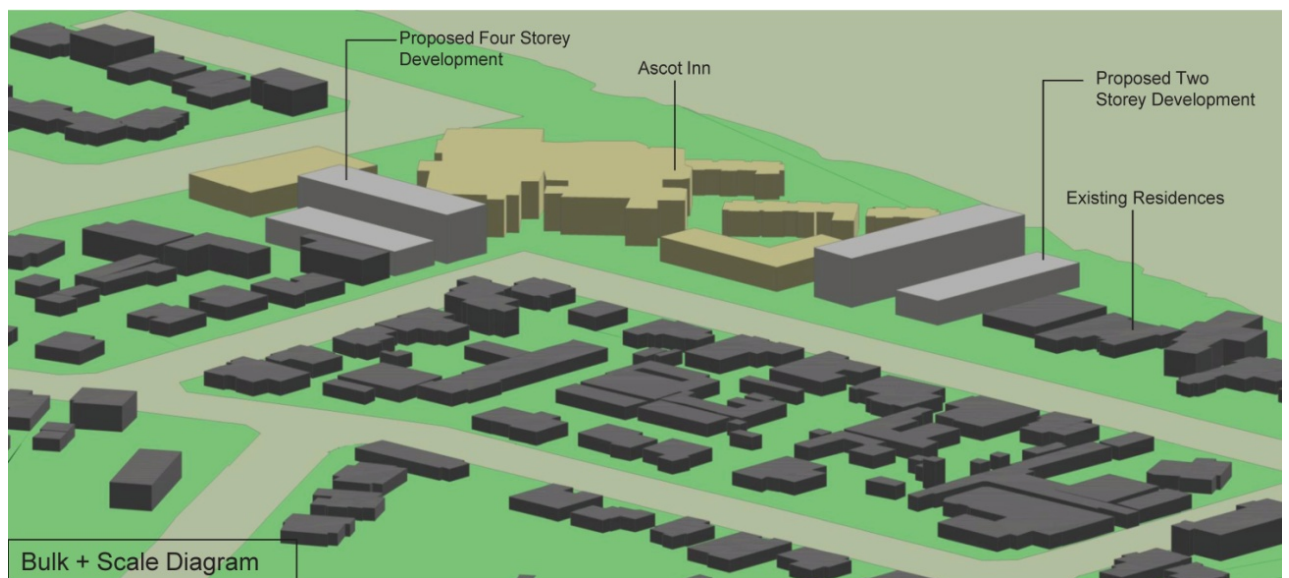 Proposed Four Storey
Development
Ascot Inn
Proposed Two
Storey Development
Existing Residences
Bulk + Scale Diagram